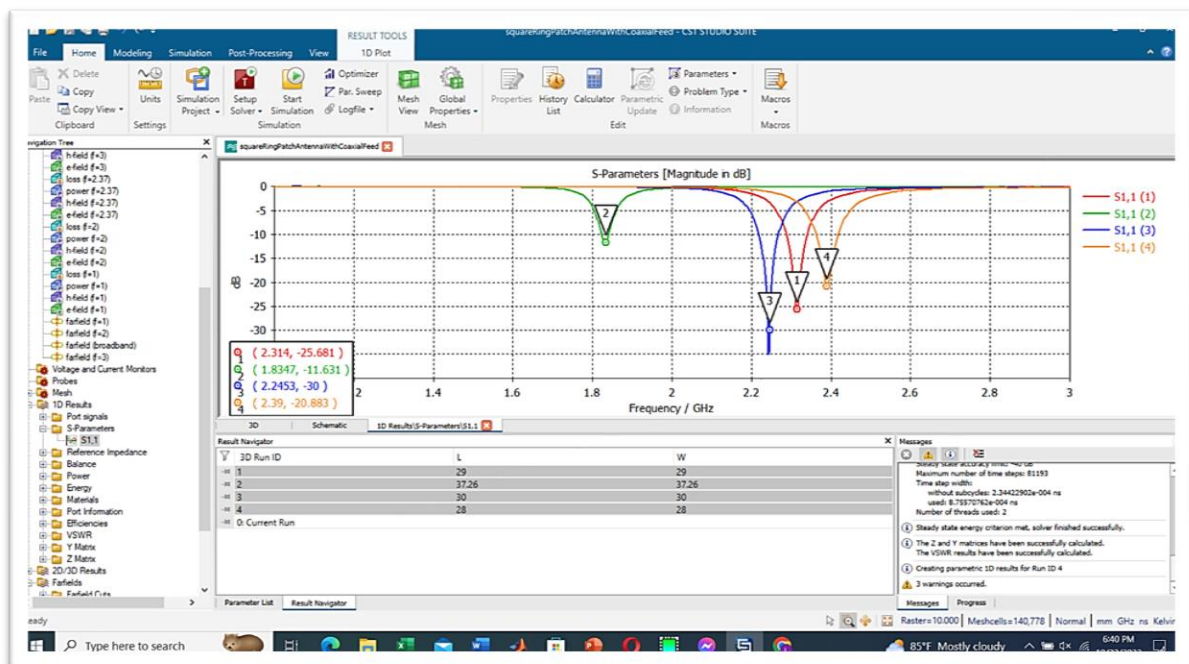 RESULT TOOLS
squareRingPatchAntennaWithCoaxialFeed - CST STUDIO SUITE
File Home Modeling Simulation Post-Processing View 1D Plot
Paste
Delete
Copy
Copy View
Clipboard
Units
Settings
Simulation Project
Setup Solver
Start Simulation
Optimizer
Par. Sweep
Logfile
Simulation
Mesh View
Global Properties
Mesh
Properties
History List
Calculator
Parametric Update
Parameters
Problem Type
Information
Edit
Macros
Macros
vigation Tree
h-field (f=3)
e-field (f=3)
loss (f=2.37)
power (f=2.37)
h-field (f=2.37)
e-field (f=2.37)
loss (f=2)
power (f=2)
h-field (f=2)
e-field (f=2)
loss (f=1)
power (f=1)
h-field (f=1)
e-field (f=1)
farfield (f=1)
farfield (f=2)
farfield (broadband)
farfield (f=3)
Voltage and Current Monitors
Probes
Mesh
1D Results
Port signals
S-Parameters
S1,1
Reference Impedance
Balance
Power
Energy
Materials
Port Information
Efficiencies
VSWR
Y Matrix
Z Matrix
2D/3D Results
Farfields
Farfield Cuts
squareRingPatchAntennaWithCoaxialFeed
S-Parameters [Magnitude in dB]
0
-5
-10
-15
-20
-25
-30
dB
2
3
1
4
S1,1 (1)
S1,1 (2)
S1,1 (3)
S1,1 (4)
1 ( 2.314, -25.681 )
2 ( 1.8347, -11.631 )
3 ( 2.2453, -30 )
4 ( 2.39, -20.883 )
2 1.4 1.6 1.8 2 2.2 2.4 2.6 2.8 3
Frequency / GHz
3D Schematic 1D Results\S-Parameters\S1,1
Result Navigator
3D Run ID L W
1 29 29
2 37.26 37.26
3 30 30
4 28 28
0: Current Run
Parameter List Result Navigator
Messages
Steady state accuracy limit: -40 dB
Maximum number of time steps: 81193
Time step width:
without subcycles: 2.34422902e-004 ns
used: 8.75570762e-004 ns
Number of threads used: 2
Steady state energy criterion met, solver finished successfully.
The Z and Y matrices have been successfully calculated.
The VSWR results have been successfully calculated.
Creating parametric 1D results for Run ID 4
3 warnings occurred.
Messages Progress
eady
Raster=10.000 Meshcells=140,778 Normal mm GHz ns Kelvin
Type here to search
85°F Mostly cloudy
6:40 PM